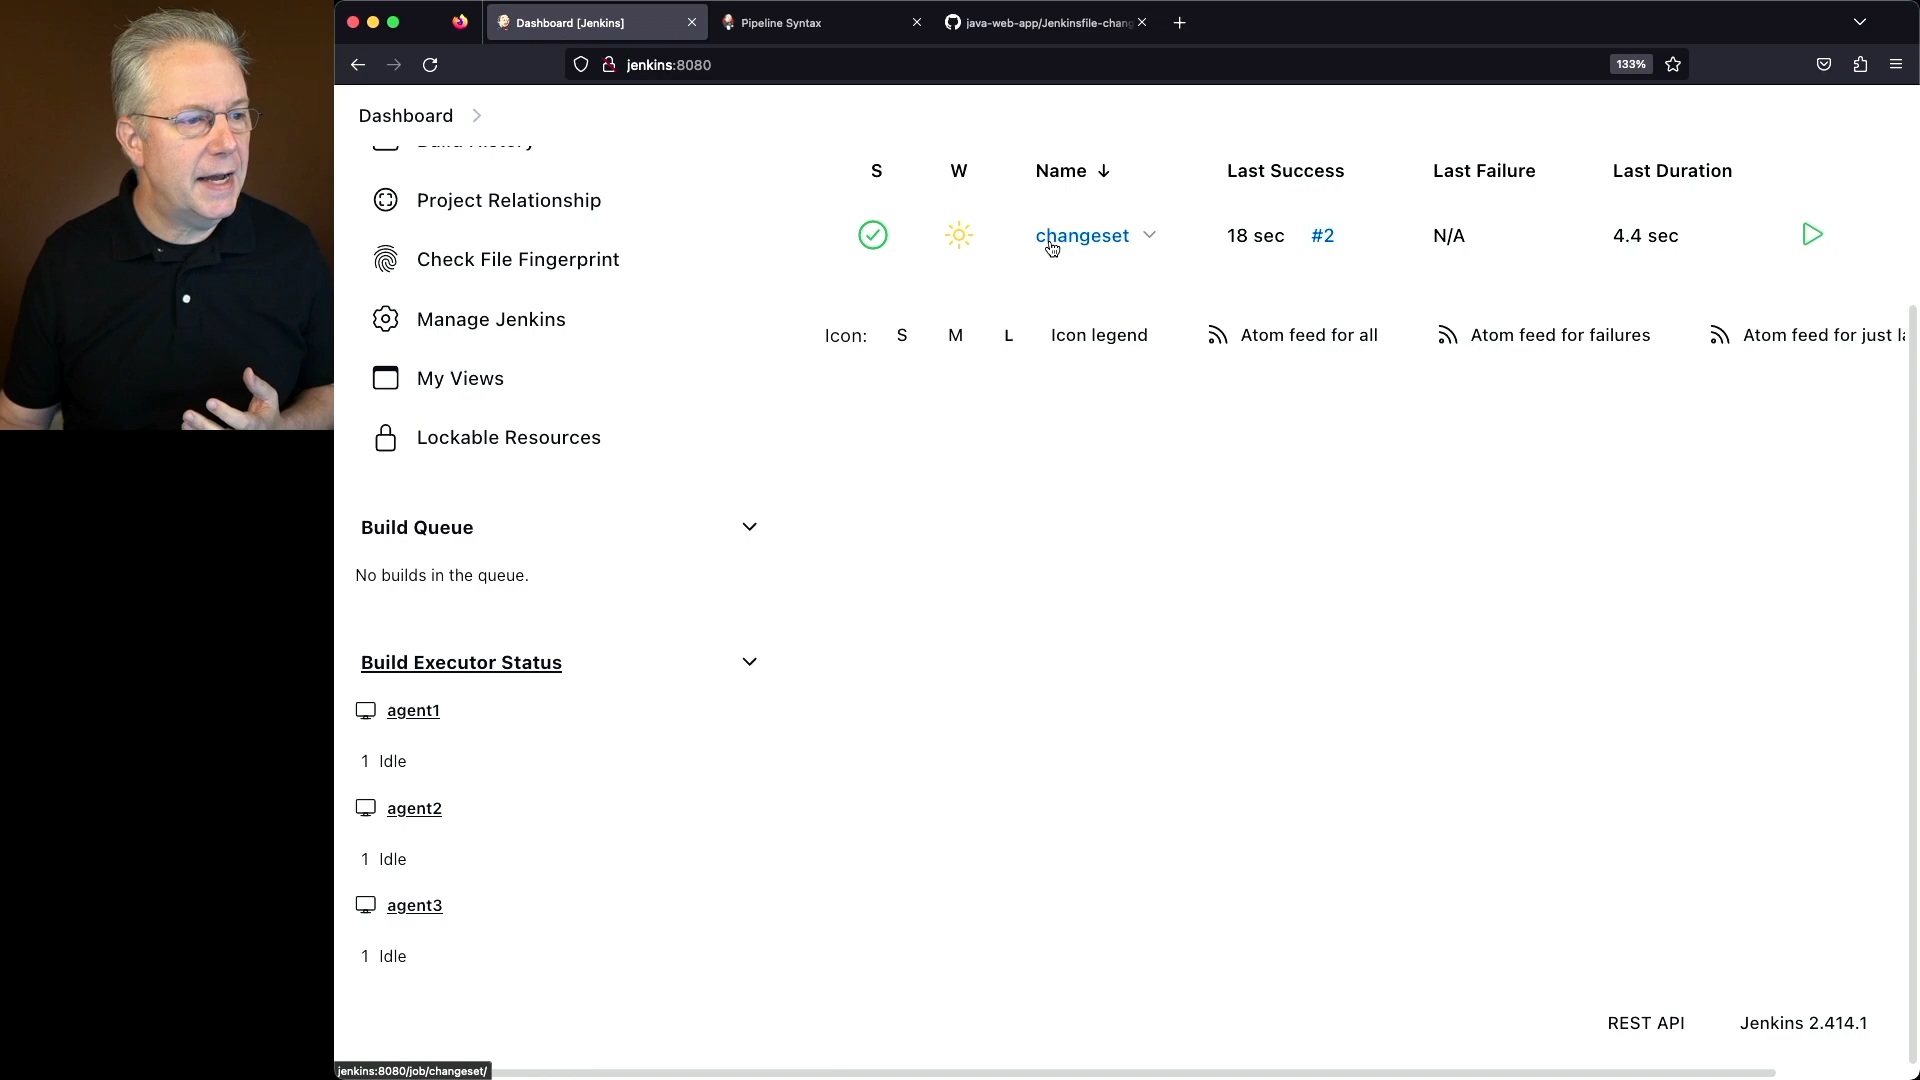 Dashboard [Jenkins]
Pipeline Syntax
java-web-app/Jenkinsfile-chang
jenkins:8080
133%
Dashboard
Build History
Project Relationship
Check File Fingerprint
Manage Jenkins
My Views
Lockable Resources
S W Name ↓ Last Success Last Failure Last Duration
changeset 18 sec #2 N/A 4.4 sec
Icon: S M L Icon legend Atom feed for all Atom feed for failures Atom feed for just la
Build Queue
No builds in the queue.
Build Executor Status
agent1
1 Idle
agent2
1 Idle
agent3
1 Idle
REST API Jenkins 2.414.1
jenkins:8080/job/changeset/